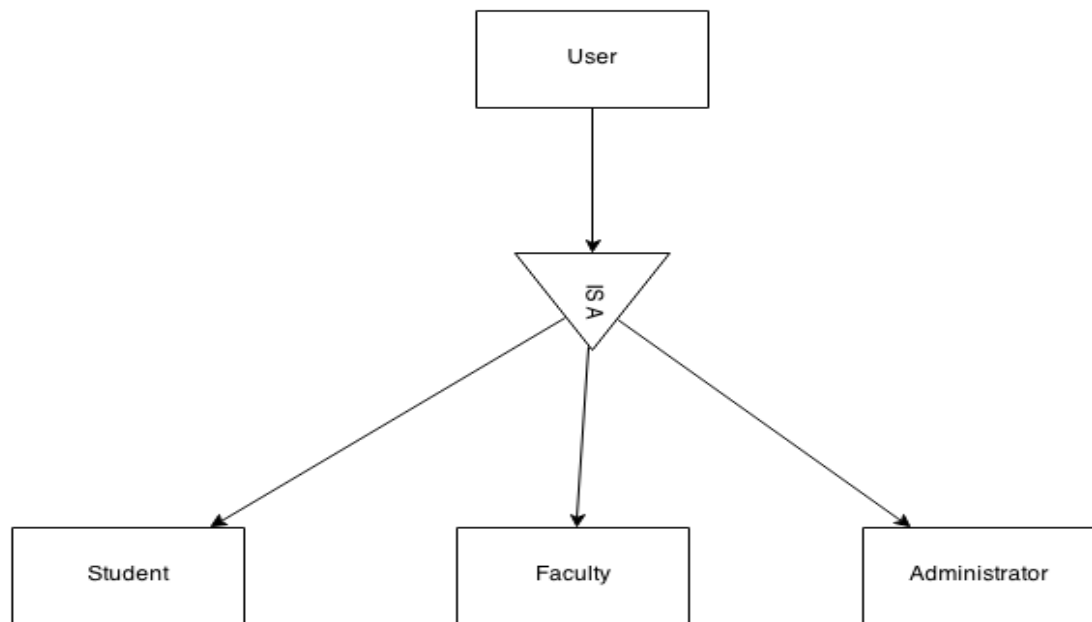 User
IS A
Student
Faculty
Administrator